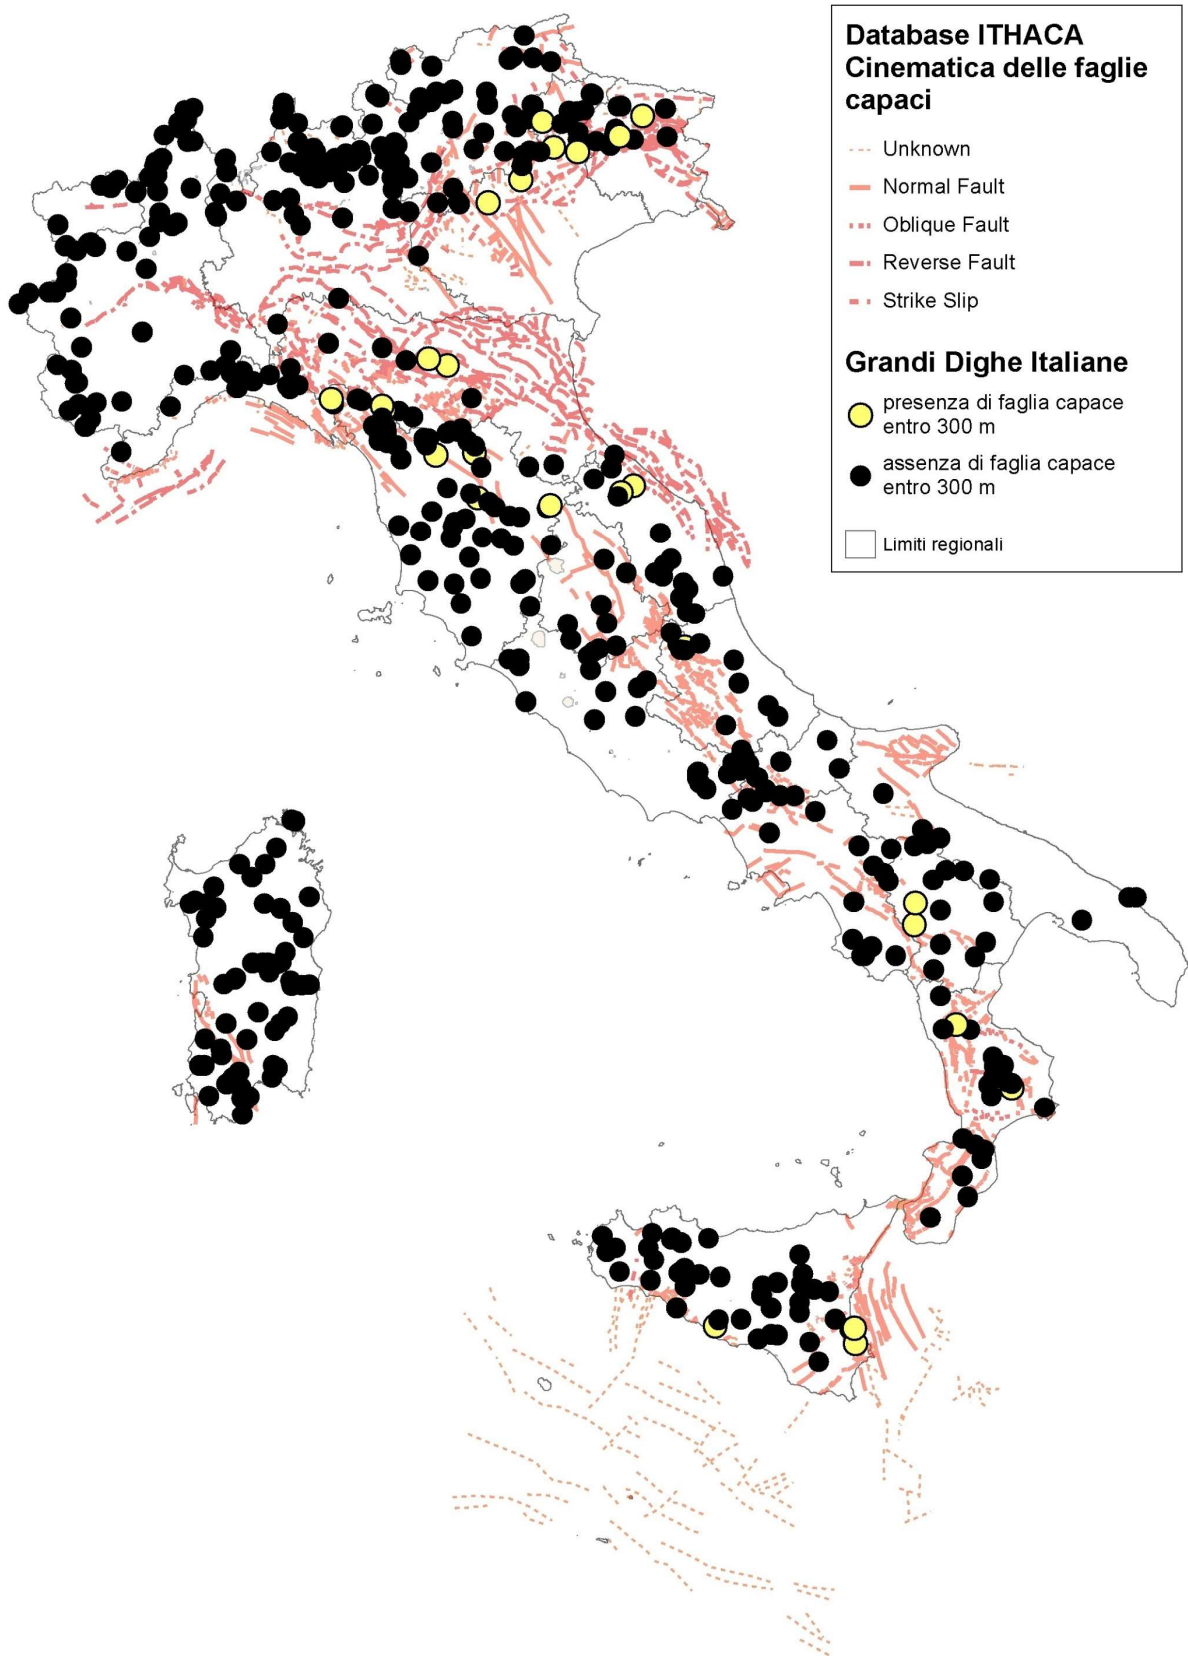 Database ITHACA
Cinematica delle faglie
capaci
Unknown
Normal Fault
Oblique Fault
Reverse Fault
Strike Slip
Grandi Dighe Italiane
presenza di faglia capace
entro 300 m
assenza di faglia capace
entro 300 m
Limiti regionali